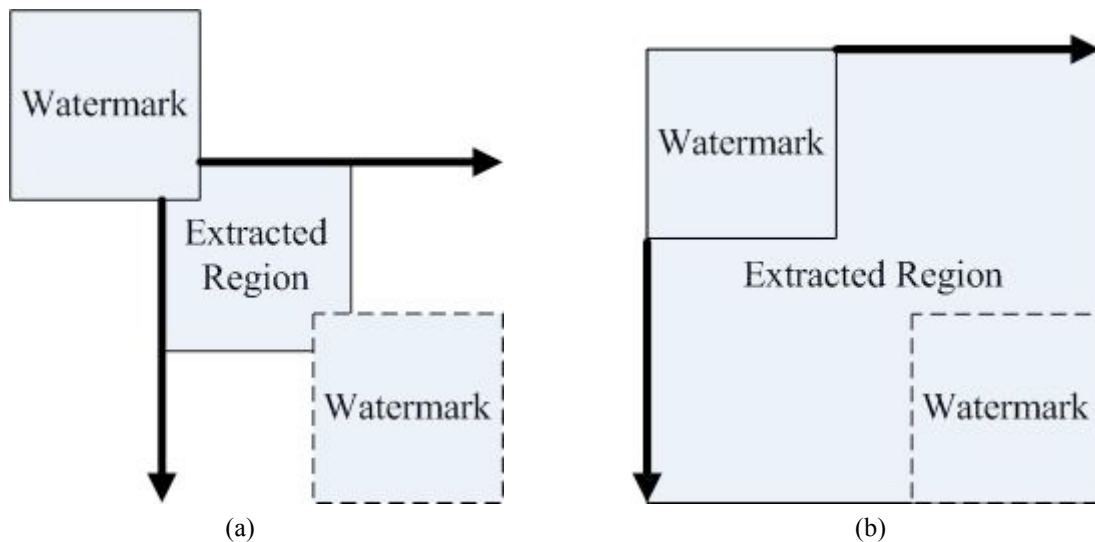 Watermark
Extracted
Region
Watermark
(a)
Watermark
Extracted Region
Watermark
(b)